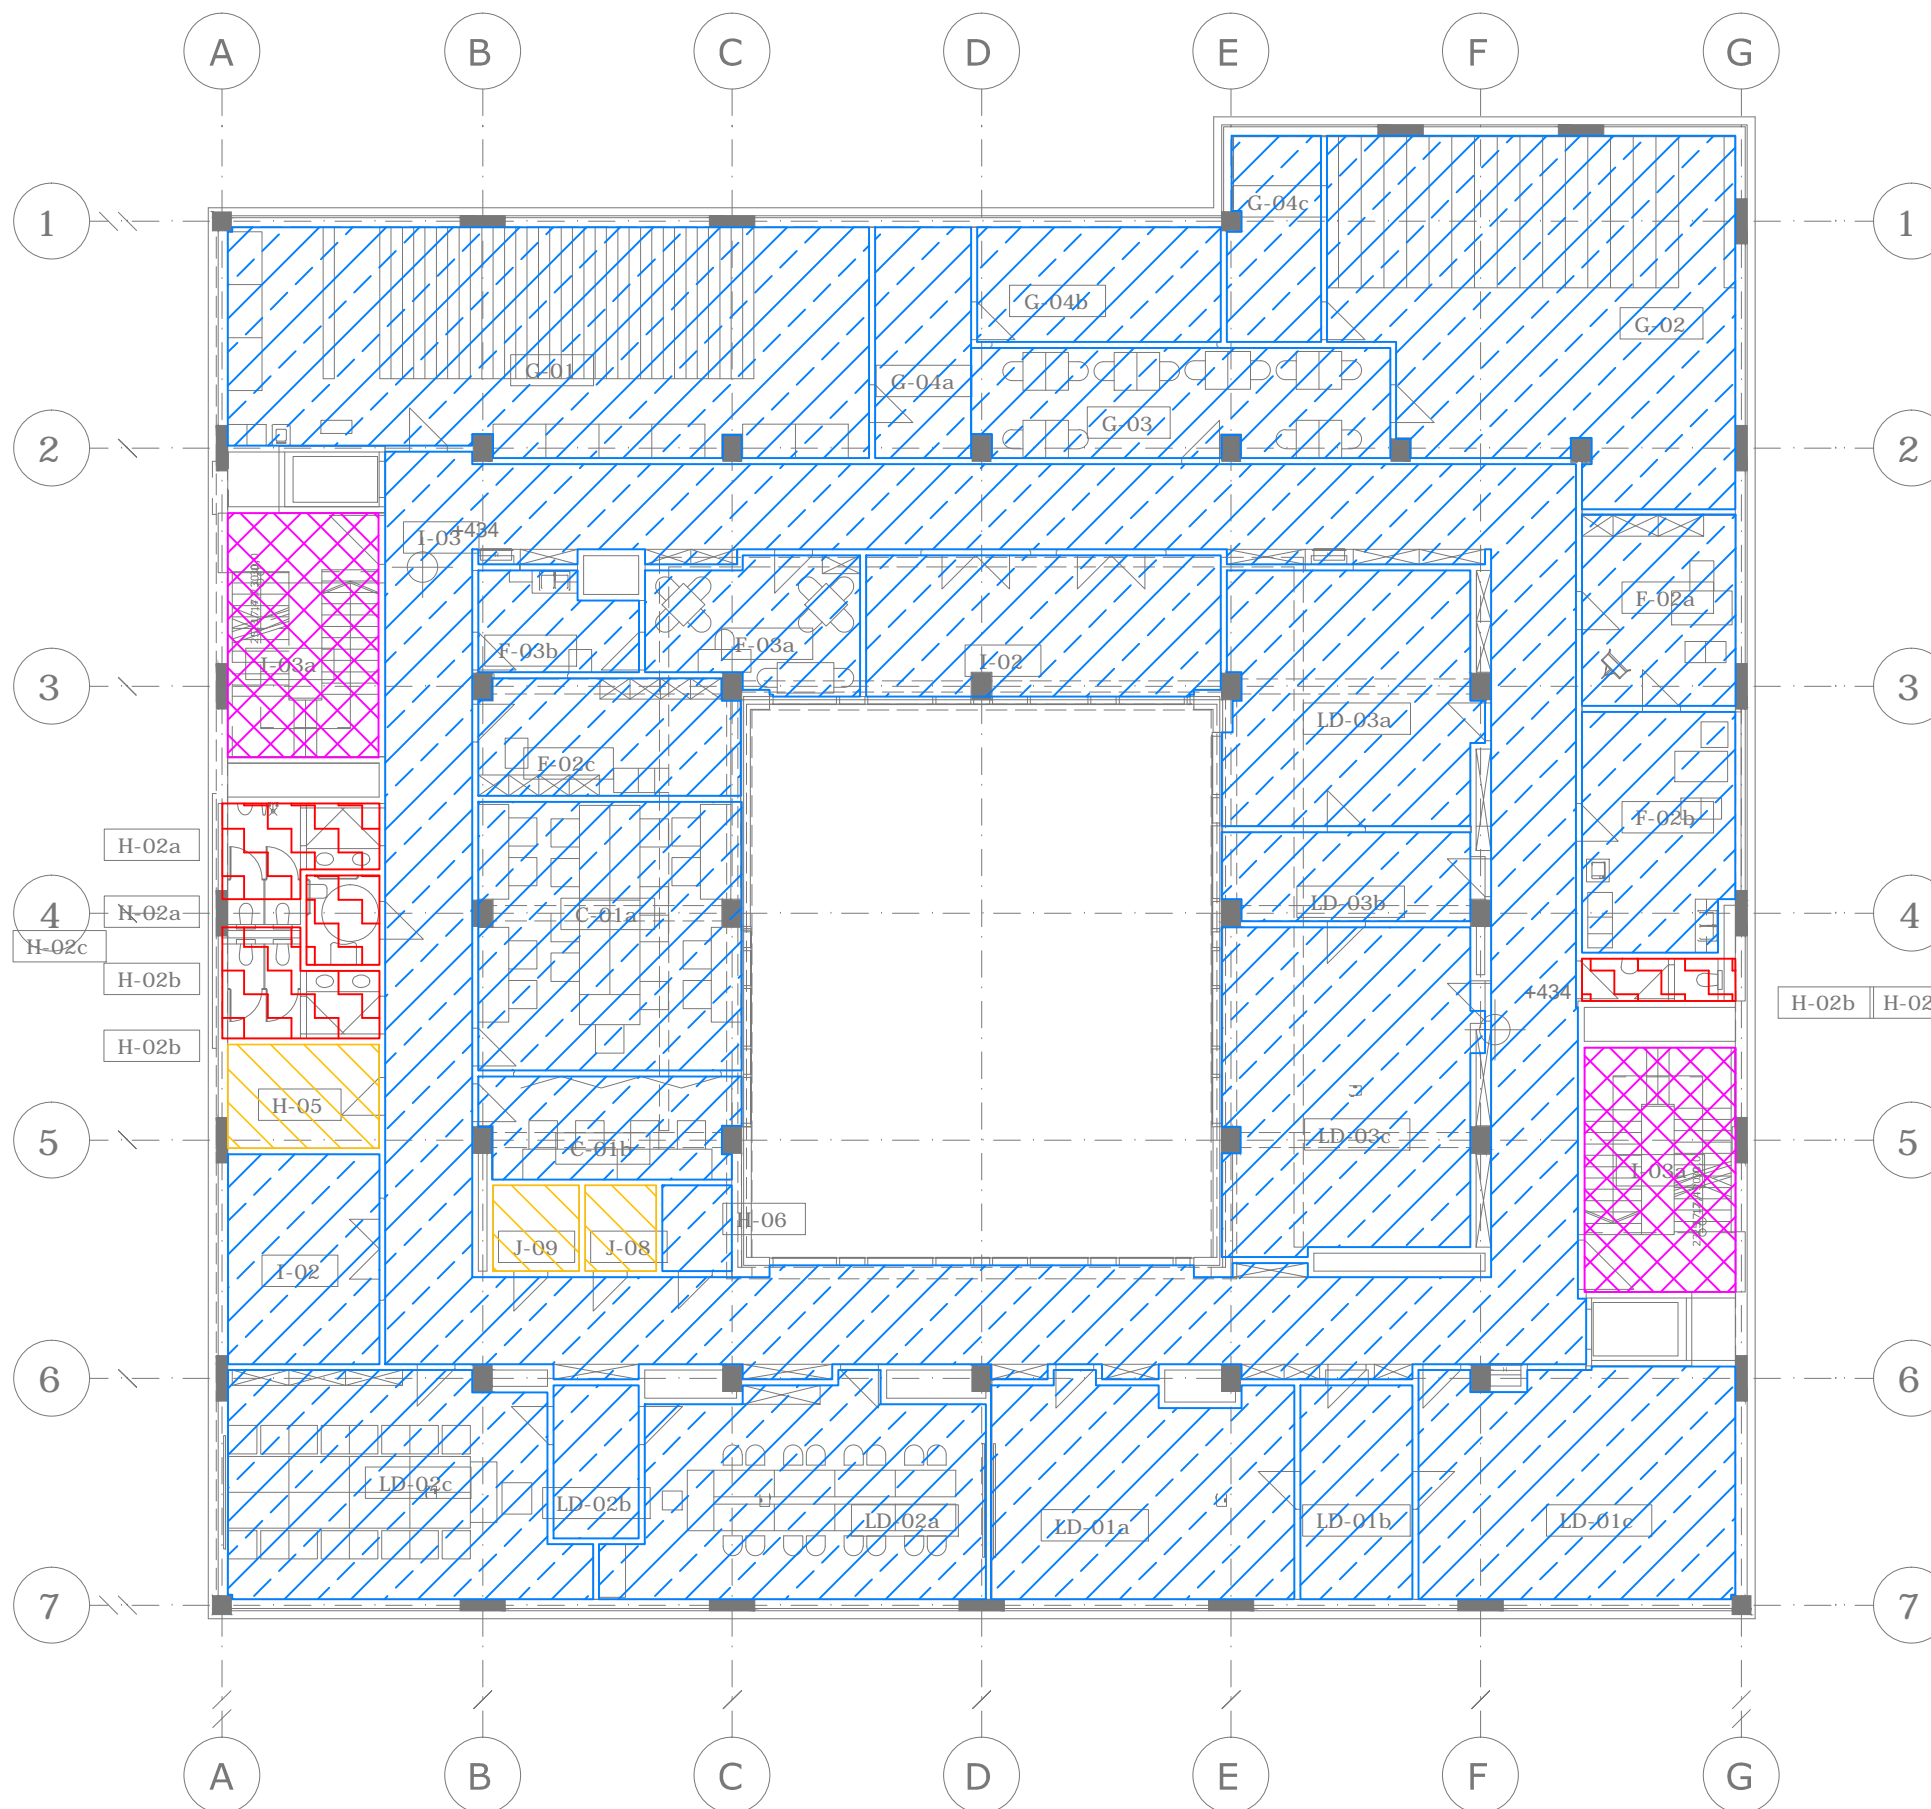 A B C D E F G
1 1
G-04c
G-04b
G-02
G-01
G-04a
G-03
2 2
I-03 +434
F-02a
F-03b F-03a
I-03a I-02
3 3
LD-03a
F-02c
F-02b
H-02a
LD-03b
H-02a 4 C-01a 4
H-02c
H-02b +434
H-02b H-02
H-02b
H-05
5 LD-03c 5
C-01b
I-03a
H-06
J-09 J-08
I-02
6 6
LD-02c
LD-02b
LD-02a LD-01a LD-01b LD-01c
7 7
A B C D E F G